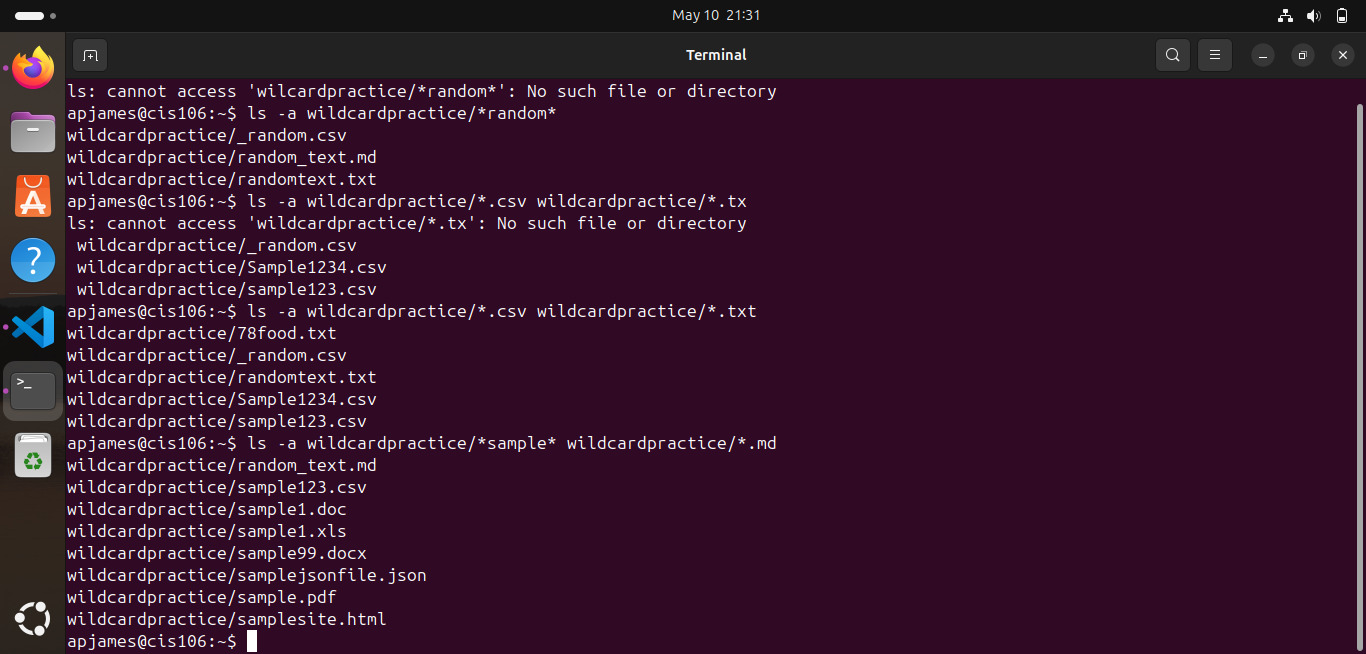 May 10 21:31
Terminal
ls: cannot access 'wilcardpractice/*random*': No such file or directory
apjames@cis106:~$ ls -a wildcardpractice/*random*
wildcardpractice/_random.csv
wildcardpractice/random_text.md
wildcardpractice/randomtext.txt
apjames@cis106:~$ ls -a wildcardpractice/*.csv wildcardpractice/*.tx
ls: cannot access 'wildcardpractice/*.tx': No such file or directory
 wildcardpractice/_random.csv
 wildcardpractice/Sample1234.csv
 wildcardpractice/sample123.csv
apjames@cis106:~$ ls -a wildcardpractice/*.csv wildcardpractice/*.txt
wildcardpractice/78food.txt
wildcardpractice/_random.csv
wildcardpractice/randomtext.txt
wildcardpractice/Sample1234.csv
wildcardpractice/sample123.csv
apjames@cis106:~$ ls -a wildcardpractice/*sample* wildcardpractice/*.md
wildcardpractice/random_text.md
wildcardpractice/sample123.csv
wildcardpractice/sample1.doc
wildcardpractice/sample1.xls
wildcardpractice/sample99.docx
wildcardpractice/samplejsonfile.json
wildcardpractice/sample.pdf
wildcardpractice/samplesite.html
apjames@cis106:~$